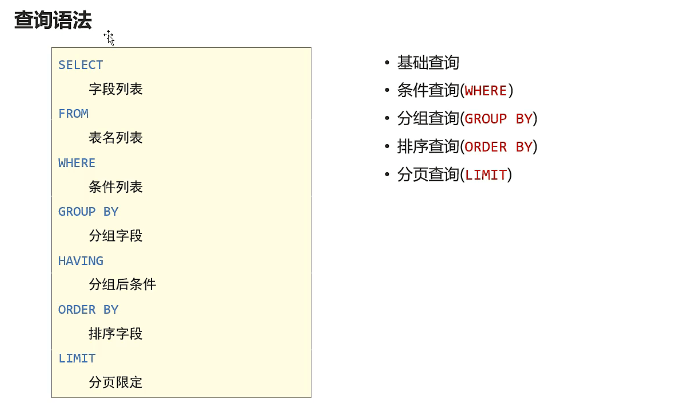 查询语法
SELECT
字段列表
FROM
表名列表
WHERE
条件列表
GROUP BY
分组字段
HAVING
分组后条件
ORDER BY
排序字段
LIMIT
分页限定
• 基础查询
• 条件查询(WHERE)
• 分组查询(GROUP BY)
• 排序查询(ORDER BY)
• 分页查询(LIMIT)